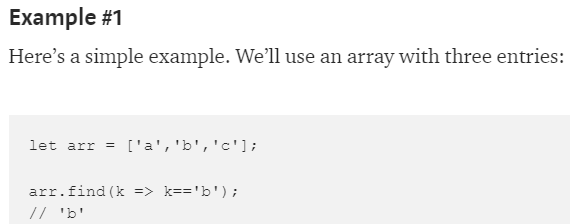 Example #1
Here’s a simple example. We’ll use an array with three entries:
let arr = ['a','b','c'];
arr.find(k => k=='b');
// 'b'